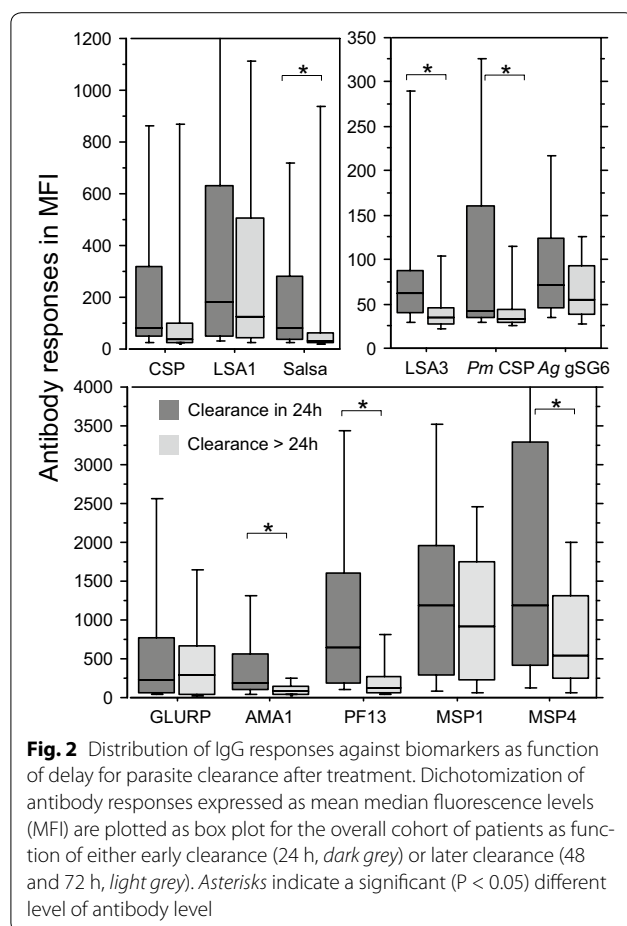 Antibody responses in MFI
1200
1000
800
600
400
200
0
*
CSP LSA1 Salsa
350
300
250
200
150
100
50
0
* *
LSA3 Pm CSP Ag gSG6
4000
3500
3000
2500
2000
1500
1000
500
0
Clearance in 24h
Clearance > 24h
* * *
GLURP AMA1 PF13 MSP1 MSP4
Fig. 2 Distribution of IgG responses against biomarkers as function
of delay for parasite clearance after treatment. Dichotomization of
antibody responses expressed as mean median fluorescence levels
(MFI) are plotted as box plot for the overall cohort of patients as func-
tion of either early clearance (24 h, dark grey) or later clearance (48
and 72 h, light grey). Asterisks indicate a significant (P < 0.05) different
level of antibody level